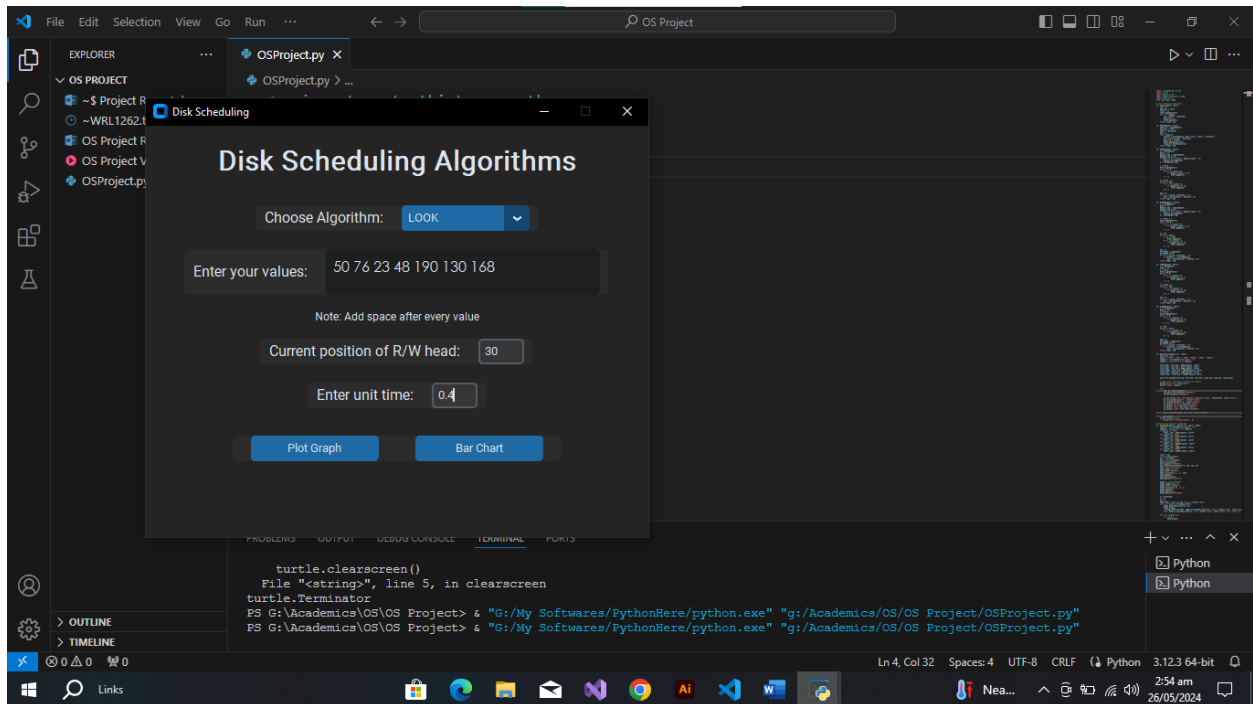 File Edit Selection View Go Run ··· OS Project
EXPLORER
OSProject.py
OS PROJECT
OSProject.py > ...
~$ Project R
~WRL1262.t
OS Project R
OS Project V
OSProject.py
Disk Scheduling
Disk Scheduling Algorithms
Choose Algorithm: LOOK
Enter your values: 50 76 23 48 190 130 168
Note: Add space after every value
Current position of R/W head: 30
Enter unit time: 0.4
Plot Graph Bar Chart
PROBLEMS OUTPUT DEBUG CONSOLE TERMINAL PORTS
turtle.clearscreen()
File "<string>", line 5, in clearscreen
turtle.Terminator
PS G:\Academics\OS\OS Project> & "G:/My Softwares/PythonHere/python.exe" "g:/Academics/OS/OS Project/OSProject.py"
PS G:\Academics\OS\OS Project> & "G:/My Softwares/PythonHere/python.exe" "g:/Academics/OS/OS Project/OSProject.py"
Python
Python
OUTLINE
TIMELINE
0 0 0 Ln 4, Col 32 Spaces: 4 UTF-8 CRLF Python 3.12.3 64-bit
Links Ai Nea... 2:54 am
26/05/2024